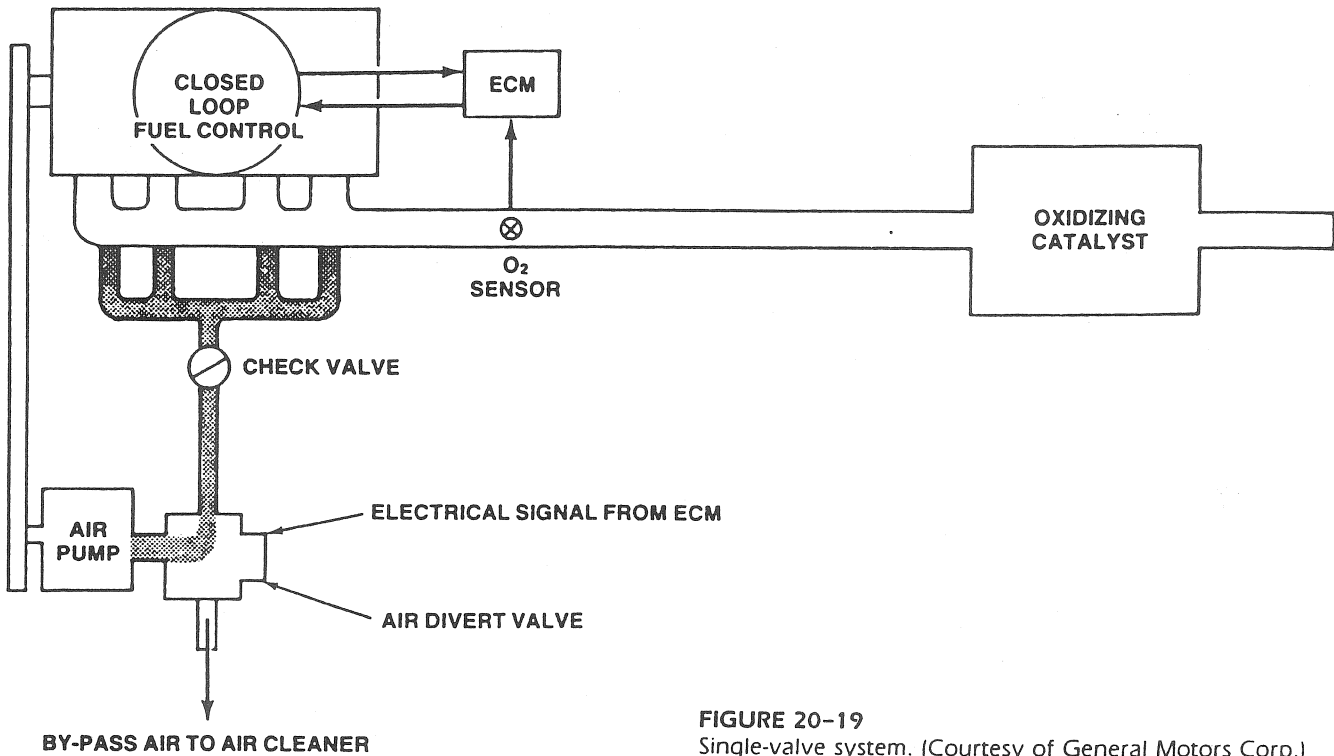 CLOSED
LOOP
FUEL CONTROL
ECM
OXIDIZING
CATALYST
O₂
SENSOR
CHECK VALVE
AIR
PUMP
ELECTRICAL SIGNAL FROM ECM
AIR DIVERT VALVE
BY-PASS AIR TO AIR CLEANER
FIGURE 20-19
Single-valve system. (Courtesy of General Motors Corp.)